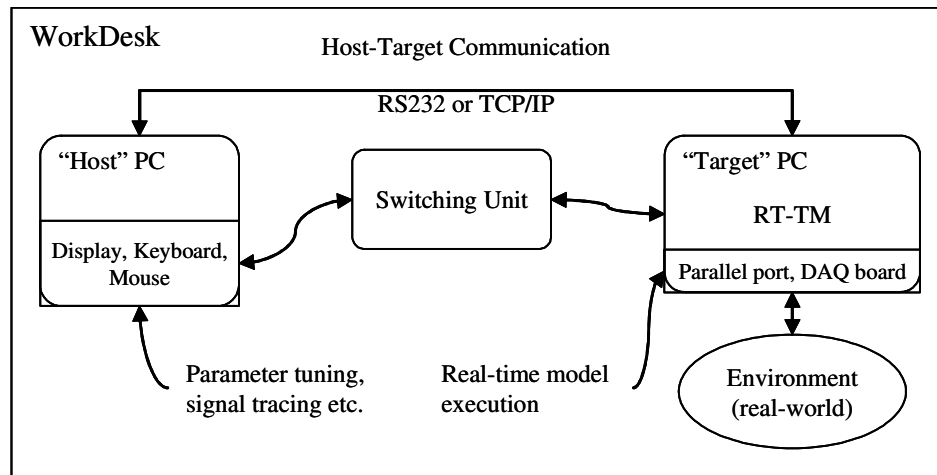 WorkDesk
Host-Target Communication
RS232 or TCP/IP
“Host” PC
Display, Keyboard,
Mouse
Switching Unit
“Target” PC
RT-TM
Parallel port, DAQ board
Parameter tuning,
signal tracing etc.
Real-time model
execution
Environment
(real-world)